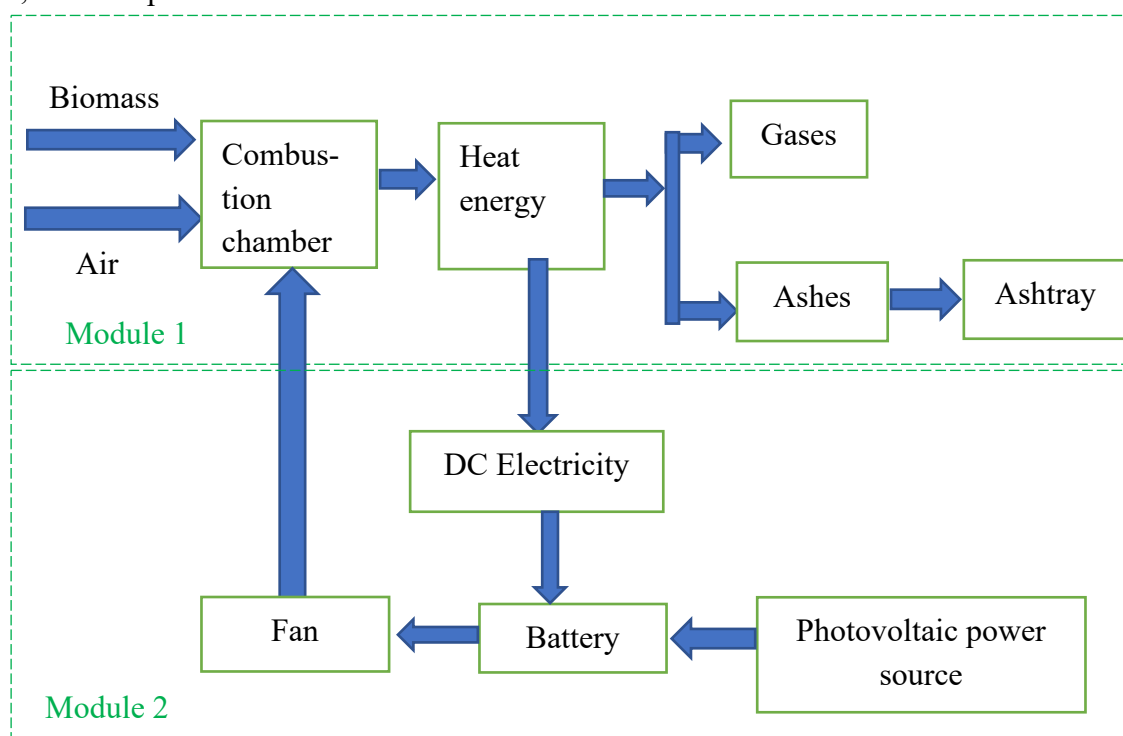 Biomass
Air
Combus-
tion
chamber
Heat
energy
Gases
Ashes
Ashtray
Module 1
DC Electricity
Fan
Battery
Photovoltaic power
source
Module 2